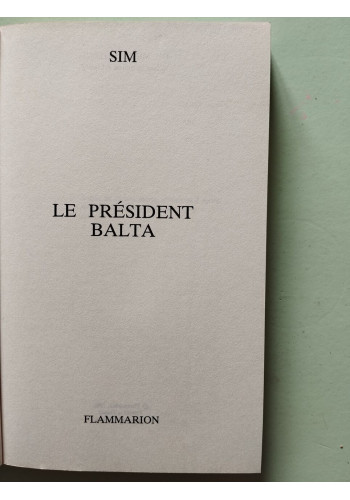 SIM
LE PRÉSIDENT
BALTA
FLAMMARION